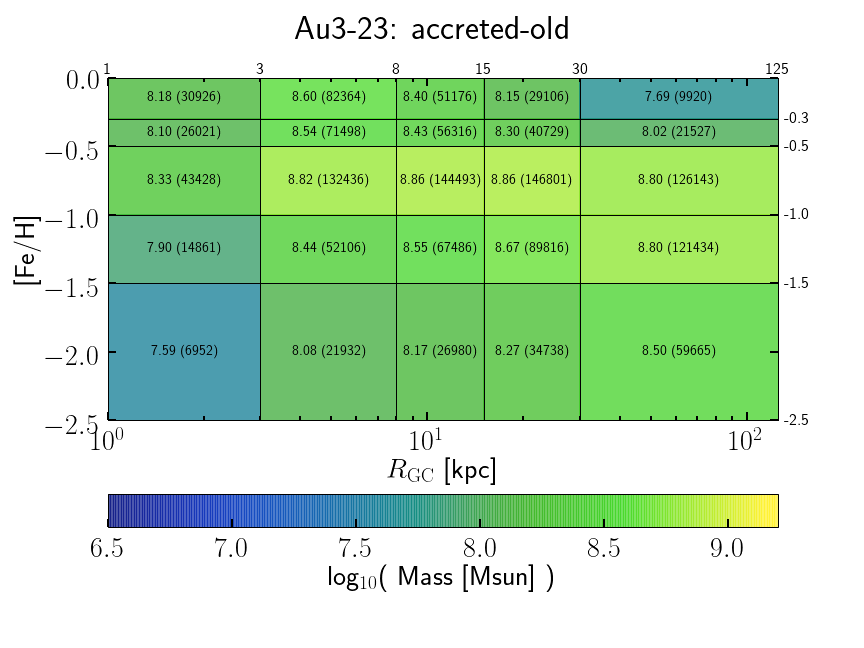 Au3-23: accreted-old
1 3 8 15 30 125
0.0 8.18 (30926) 8.60 (82364) 8.40 (51176) 8.15 (29106) 7.69 (9920)
-0.3
8.10 (26021) 8.54 (71498) 8.43 (56316) 8.30 (40729) 8.02 (21527)
−0.5 -0.5
8.33 (43428) 8.82 (132436) 8.86 (144493) 8.86 (146801) 8.80 (126143)
−1.0 -1.0
[Fe/H]
7.90 (14861) 8.44 (52106) 8.55 (67486) 8.67 (89816) 8.80 (121434)
−1.5 -1.5
−2.0 7.59 (6952) 8.08 (21932) 8.17 (26980) 8.27 (34738) 8.50 (59665)
−2.5 -2.5
10⁰ 10¹ 10²
R_GC [kpc]
6.5 7.0 7.5 8.0 8.5 9.0
log₁₀( Mass [Msun] )